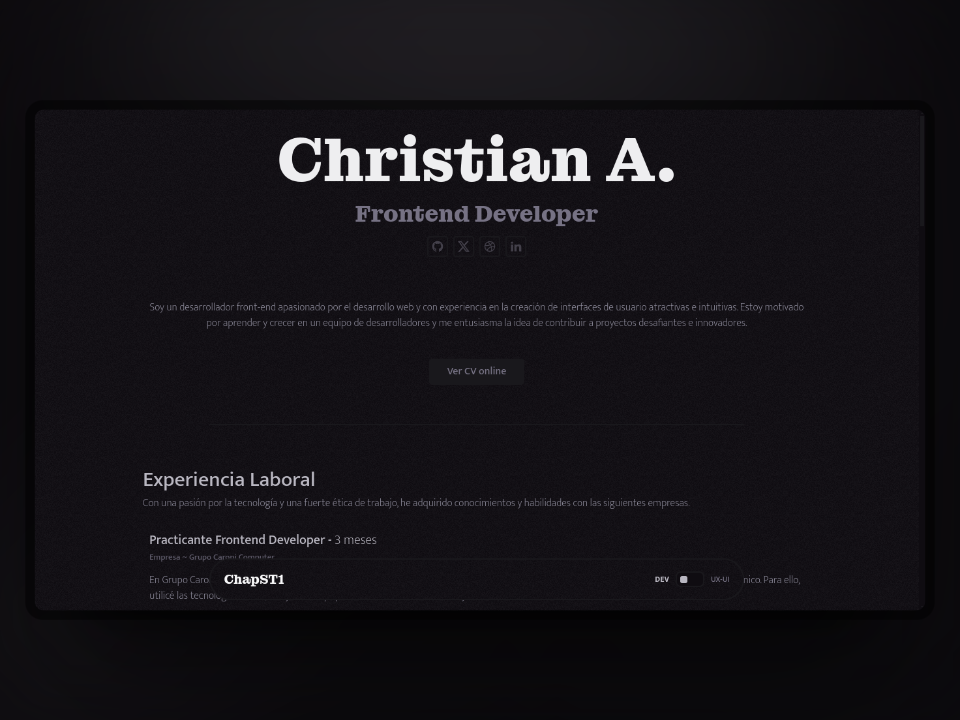 Christian A.
Frontend Developer
Soy un desarrollador front-end apasionado por el desarrollo web y con experiencia en la creación de interfaces de usuario atractivas e intuitivas. Estoy motivado
por aprender y crecer en un equipo de desarrolladores y me entusiasma la idea de contribuir a proyectos desafiantes e innovadores.
Ver CV online
Experiencia Laboral
Con una pasión por la tecnología y una fuerte ética de trabajo, he adquirido conocimientos y habilidades con las siguientes empresas.
Practicante Frontend Developer - 3 meses
Empresa – Grupo Caroni Computer
En Grupo Caro
nico. Para ello,
utilicé las
ChapST1
DEV
UX-UI